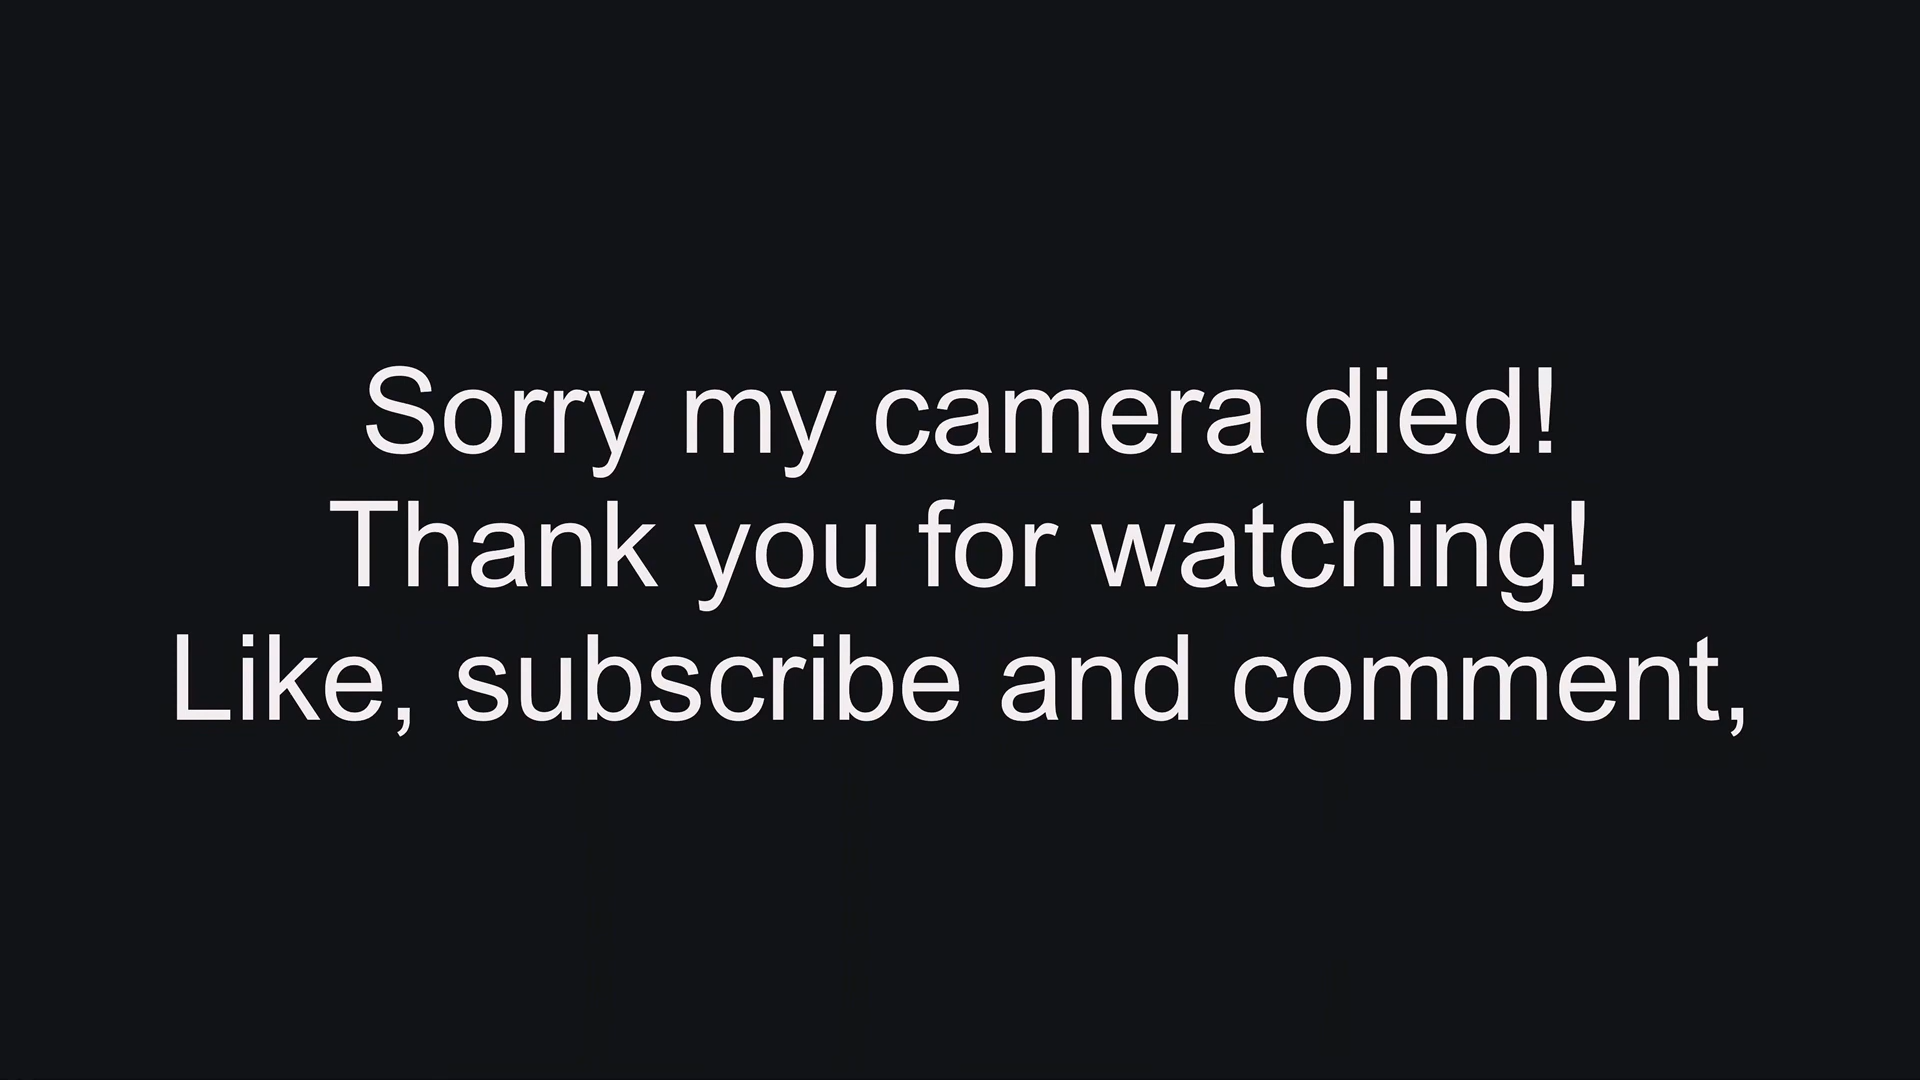 Sorry my camera died!
Thank you for watching!
Like, subscribe and comment,